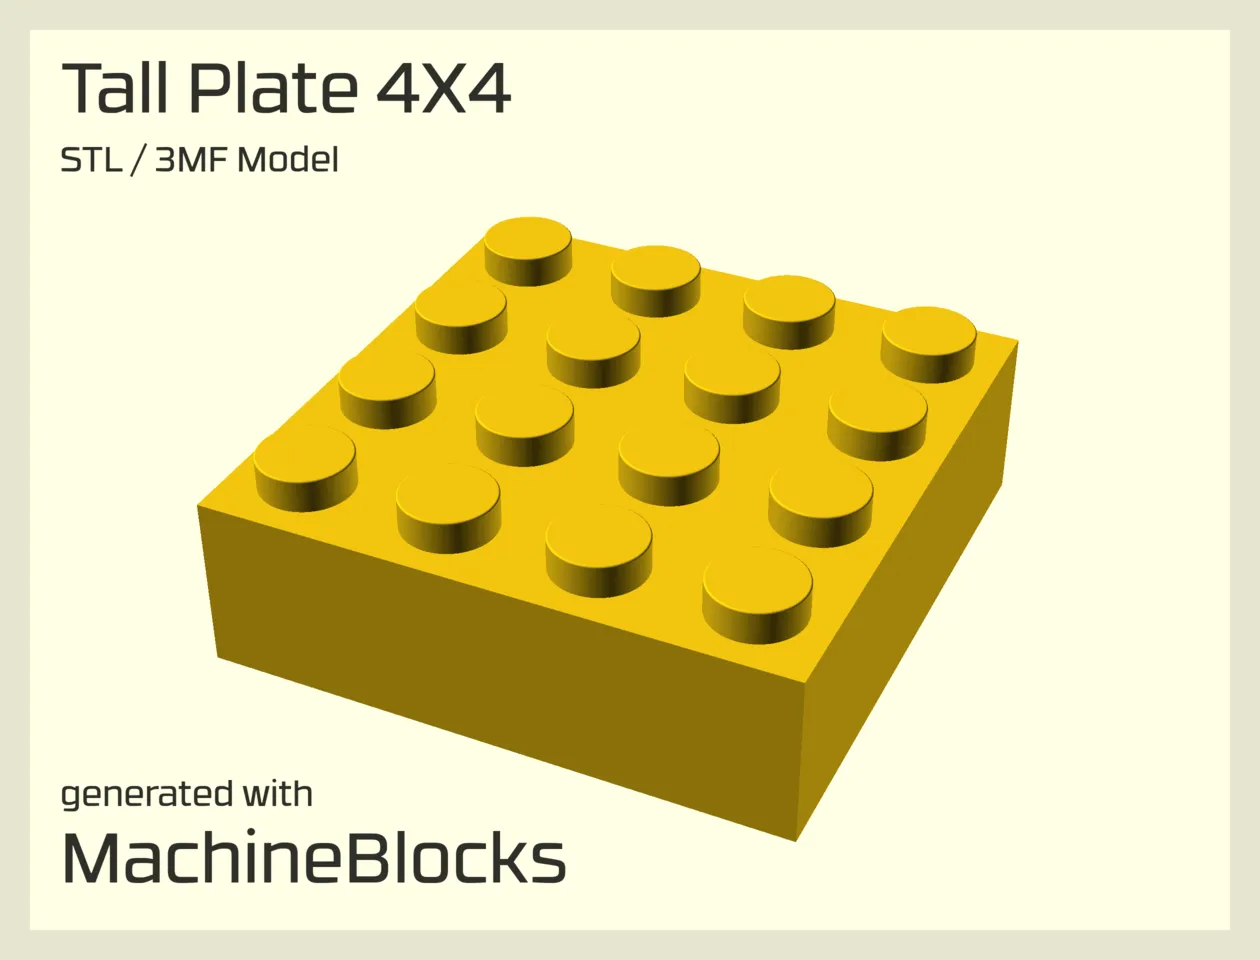 Tall Plate 4X4
STL / 3MF Model
generated with
MachineBlocks